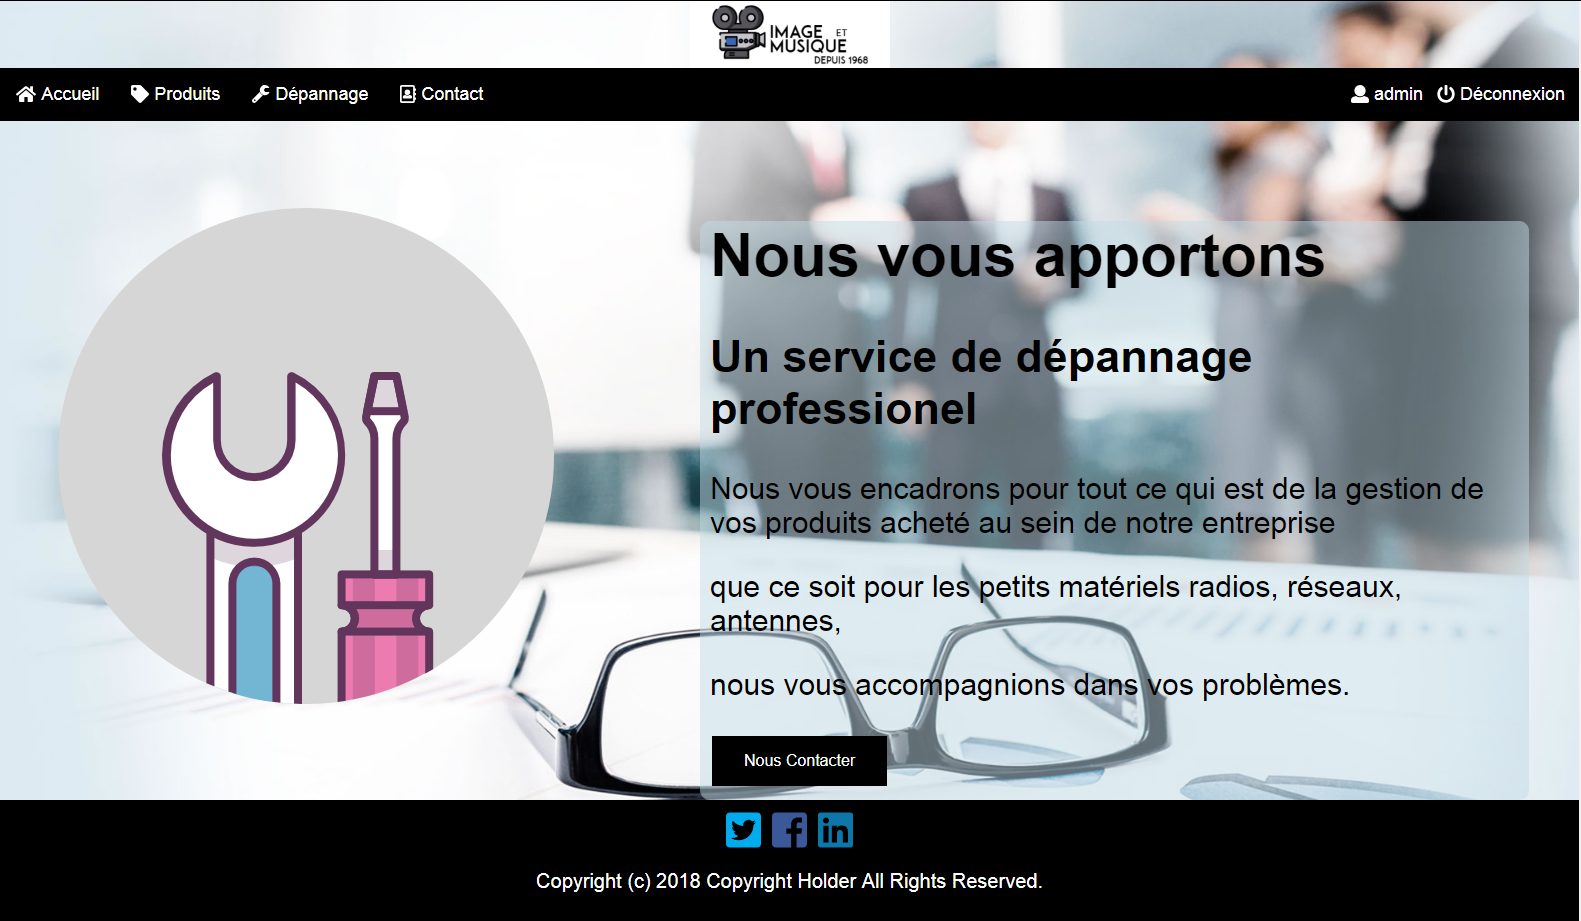 IMAGE ET
MUSIQUE
DEPUIS 1968
Accueil Produits Dépannage Contact admin Déconnexion
Nous vous apportons
Un service de dépannage
professionel
Nous vous encadrons pour tout ce qui est de la gestion de
vos produits acheté au sein de notre entreprise
que ce soit pour les petits matériels radios, réseaux,
antennes,
nous vous accompagnions dans vos problèmes.
Nous Contacter
Copyright (c) 2018 Copyright Holder All Rights Reserved.